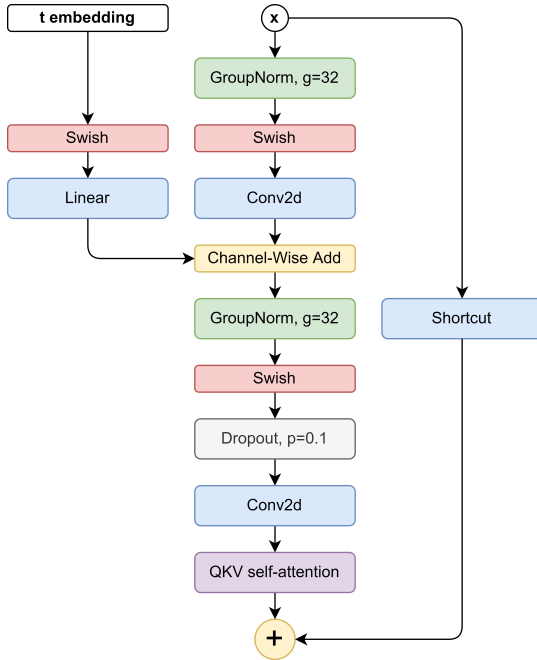 t embedding
x
GroupNorm, g=32
Swish
Swish
Linear
Conv2d
Channel-Wise Add
GroupNorm, g=32
Shortcut
Swish
Dropout, p=0.1
Conv2d
QKV self-attention
+